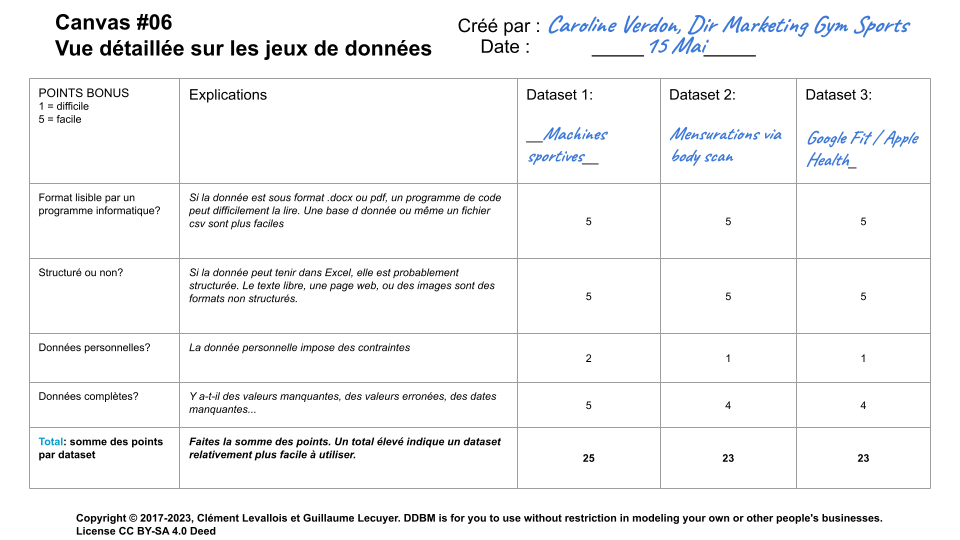 Canvas #06
Vue détaillée sur les jeux de données
Créé par : Caroline Verdon, Dir Marketing Gym Sports
Date : ______ 15 Mai______
POINTS BONUS
1 = difficile
5 = facile
Explications
Dataset 1:
__Machines
sportives__
Dataset 2:
Mensurations via
body scan
Dataset 3:
Google Fit / Apple
Health_
Format lisible par un
programme informatique?
Si la donnée est sous format .docx ou pdf, un programme de code
peut difficilement la lire. Une base d donnée ou même un fichier
csv sont plus faciles
5
5
5
Structuré ou non?
Si la donnée peut tenir dans Excel, elle est probablement
structurée. Le texte libre, une page web, ou des images sont des
formats non structurés.
5
5
5
Données personnelles?
La donnée personnelle impose des contraintes
2
1
1
Données complètes?
Y a-t-il des valeurs manquantes, des valeurs erronées, des dates
manquantes...
5
4
4
Total: somme des points
par dataset
Faites la somme des points. Un total élevé indique un dataset
relativement plus facile à utiliser.
25
23
23
Copyright © 2017-2023, Clément Levallois et Guillaume Lecuyer. DDBM is for you to use without restriction in modeling your own or other people's businesses.
License CC BY-SA 4.0 Deed